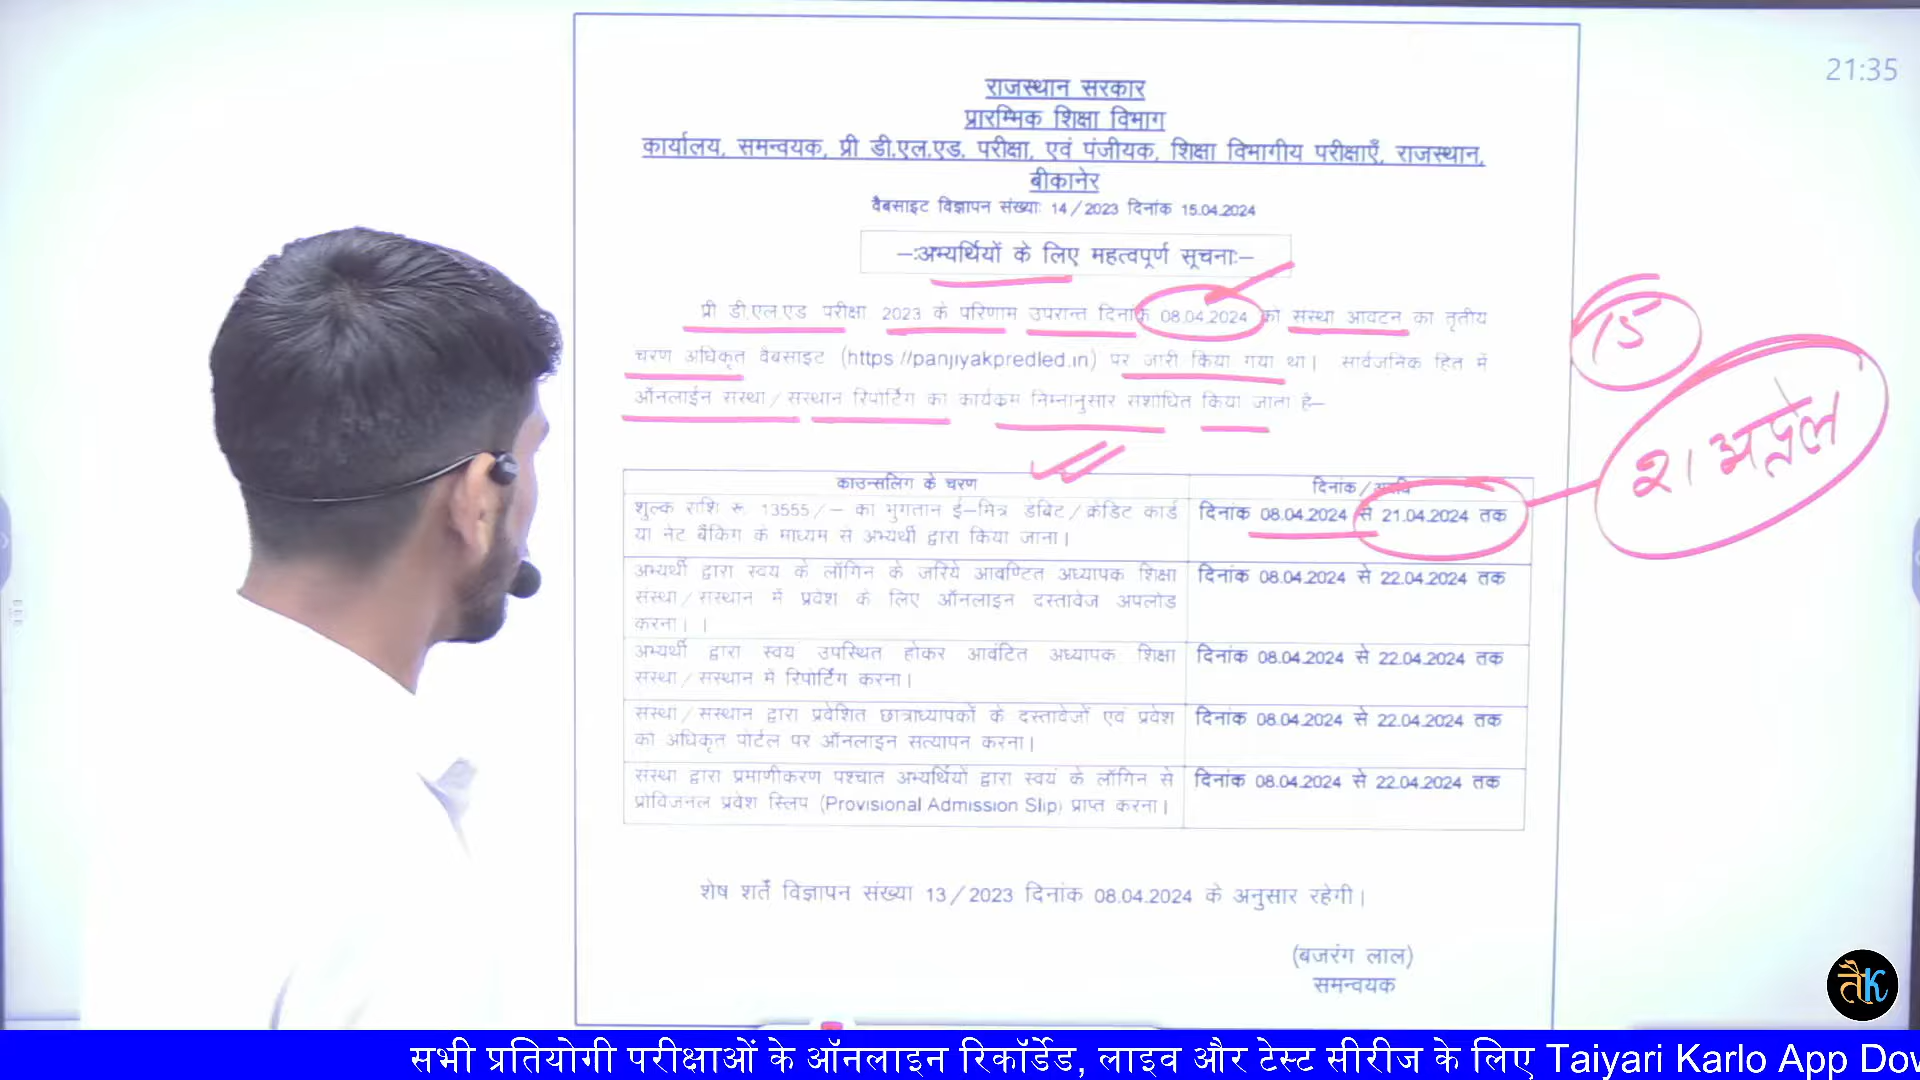 21:35
राजस्थान सरकार
प्रारम्भिक शिक्षा विभाग
कार्यालय, समन्वयक, प्री डी.एल.एड. परीक्षा, एवं पंजीयक, शिक्षा विभागीय परीक्षाएँ, राजस्थान,
बीकानेर
वैबसाइट विज्ञापन संख्याः 14/2023 दिनांक 15.04.2024
–:अभ्यर्थियों के लिए महत्वपूर्ण सूचनाः–
प्री डी.एल.एड परीक्षा 2023 के परिणाम उपरान्त दिनांक 08.04.2024 को संस्था आवंटन का तृतीय
चरण अधिकृत वैबसाइट (https://panjiyakpredled.in) पर जारी किया गया था। सार्वजनिक हित में
ऑनलाईन संस्था/संस्थान रिपोर्टिंग का कार्यक्रम निम्नानुसार संशोधित किया जाता है–
15
21 अप्रेल
काउन्सलिंग के चरण दिनांक/अवधि
शुल्क राशि रू 13555/– का भुगतान ई–मित्र डेबिट/क्रेडिट कार्ड दिनांक 08.04.2024 से 21.04.2024 तक
या नेट बैंकिंग के माध्यम से अभ्यर्थी द्वारा किया जाना।
अभ्यर्थी द्वारा स्वयं के लॉगिन के जरिये आवण्टित अध्यापक शिक्षा दिनांक 08.04.2024 से 22.04.2024 तक
संस्था/संस्थान में प्रवेश के लिए ऑनलाइन दस्तावेज अपलोड
करना। ।
अभ्यर्थी द्वारा स्वयं उपस्थित होकर आवंटित अध्यापक शिक्षा दिनांक 08.04.2024 से 22.04.2024 तक
संस्था/संस्थान में रिपोर्टिंग करना।
संस्था/संस्थान द्वारा प्रवेशित छात्राध्यापकों के दस्तावेजों एवं प्रवेश दिनांक 08.04.2024 से 22.04.2024 तक
को अधिकृत पोर्टल पर ऑनलाइन सत्यापन करना।
संस्था द्वारा प्रमाणीकरण पश्चात अभ्यर्थियों द्वारा स्वयं के लॉगिन से दिनांक 08.04.2024 से 22.04.2024 तक
प्रोविजनल प्रवेश स्लिप (Provisional Admission Slip) प्राप्त करना।
शेष शर्तें विज्ञापन संख्या 13/2023 दिनांक 08.04.2024 के अनुसार रहेगी।
(बजरंग लाल)
समन्वयक
तैK
सभी प्रतियोगी परीक्षाओं के ऑनलाइन रिकॉर्डेड, लाइव और टेस्ट सीरीज के लिए Taiyari Karlo App Dov